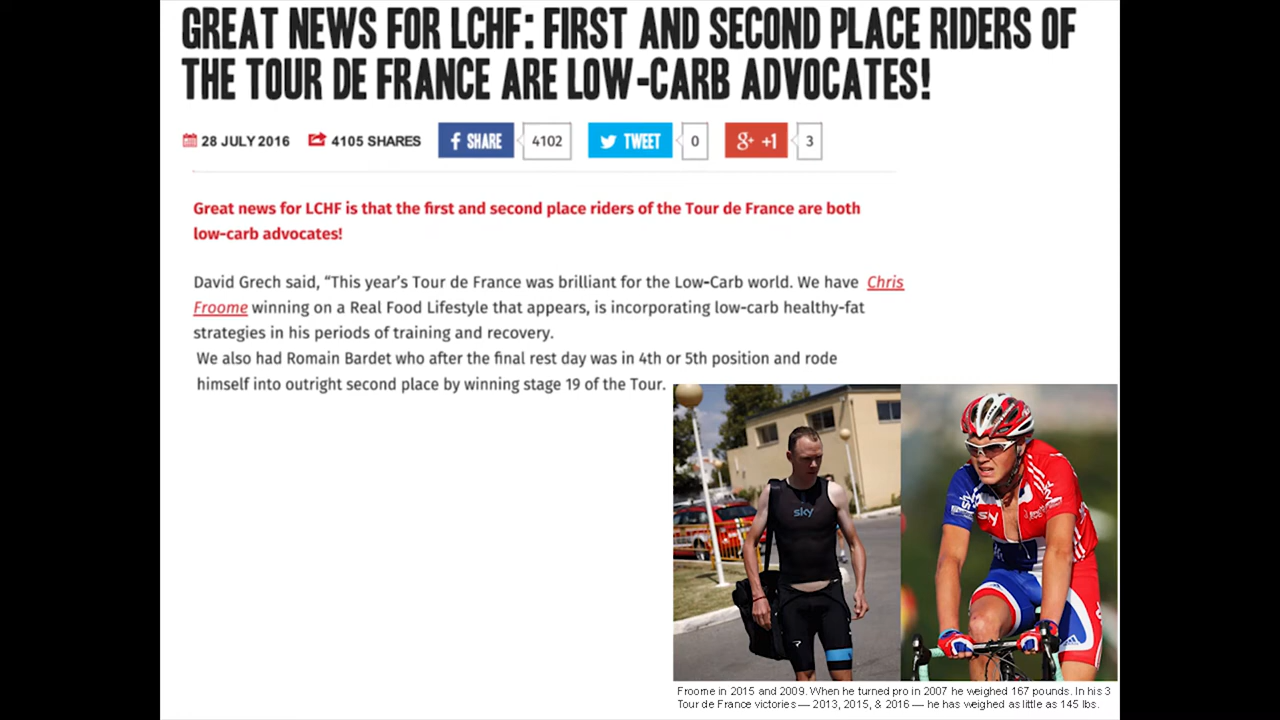 GREAT NEWS FOR LCHF: FIRST AND SECOND PLACE RIDERS OF
THE TOUR DE FRANCE ARE LOW-CARB ADVOCATES!
28 JULY 2016 4105 SHARES f SHARE 4102 TWEET 0 g+ +1 3
Great news for LCHF is that the first and second place riders of the Tour de France are both
low-carb advocates!
David Grech said, “This year’s Tour de France was brilliant for the Low-Carb world. We have Chris
Froome winning on a Real Food Lifestyle that appears, is incorporating low-carb healthy-fat
strategies in his periods of training and recovery.
We also had Romain Bardet who after the final rest day was in 4th or 5th position and rode
himself into outright second place by winning stage 19 of the Tour.
sky
sky
Froome in 2015 and 2009. When he turned pro in 2007 he weighed 167 pounds. In his 3
Tour de France victories — 2013, 2015, & 2016 — he has weighed as little as 145 lbs.